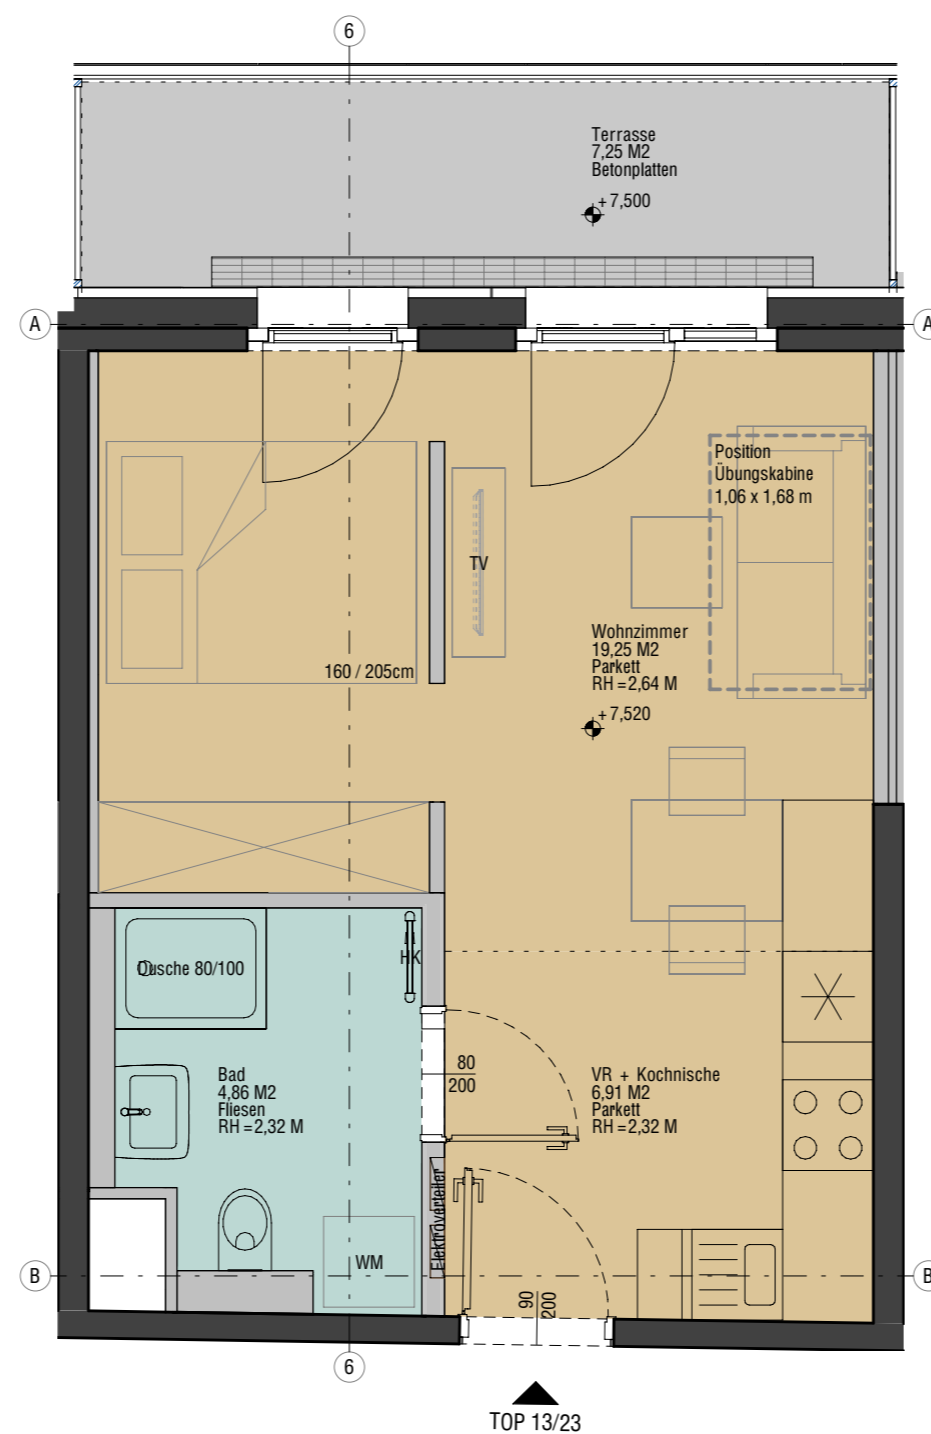 6
Terrasse
7,25 M2
Betonplatten
+7,500
A
A
Position
Übungskabine
1,06 x 1,68 m
TV
160 / 205cm
Wohnzimmer
19,25 M2
Parkett
RH =2,64 M
+7,520
HK
Dusche 80/100
80
200
Bad
4,86 M2
Fliesen
RH =2,32 M
VR + Kochnische
6,91 M2
Parkett
RH =2,32 M
Elektroverteiler
WM
90
200
B
B
6
TOP 13/23